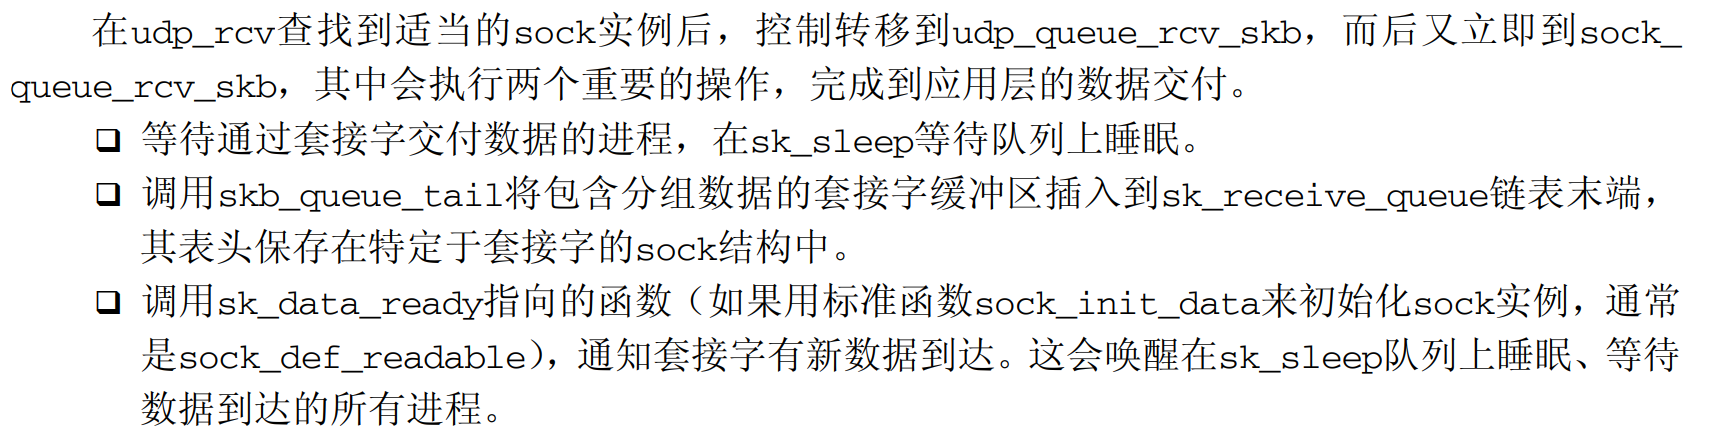 在udp_rcv查找到适当的sock实例后，控制转移到udp_queue_rcv_skb，而后又立即到sock_
queue_rcv_skb，其中会执行两个重要的操作，完成到应用层的数据交付。
❑ 等待通过套接字交付数据的进程，在sk_sleep等待队列上睡眠。
❑ 调用skb_queue_tail将包含分组数据的套接字缓冲区插入到sk_receive_queue链表末端，
其表头保存在特定于套接字的sock结构中。
❑ 调用sk_data_ready指向的函数（如果用标准函数sock_init_data来初始化sock实例，通常
是sock_def_readable），通知套接字有新数据到达。这会唤醒在sk_sleep队列上睡眠、等待
数据到达的所有进程。